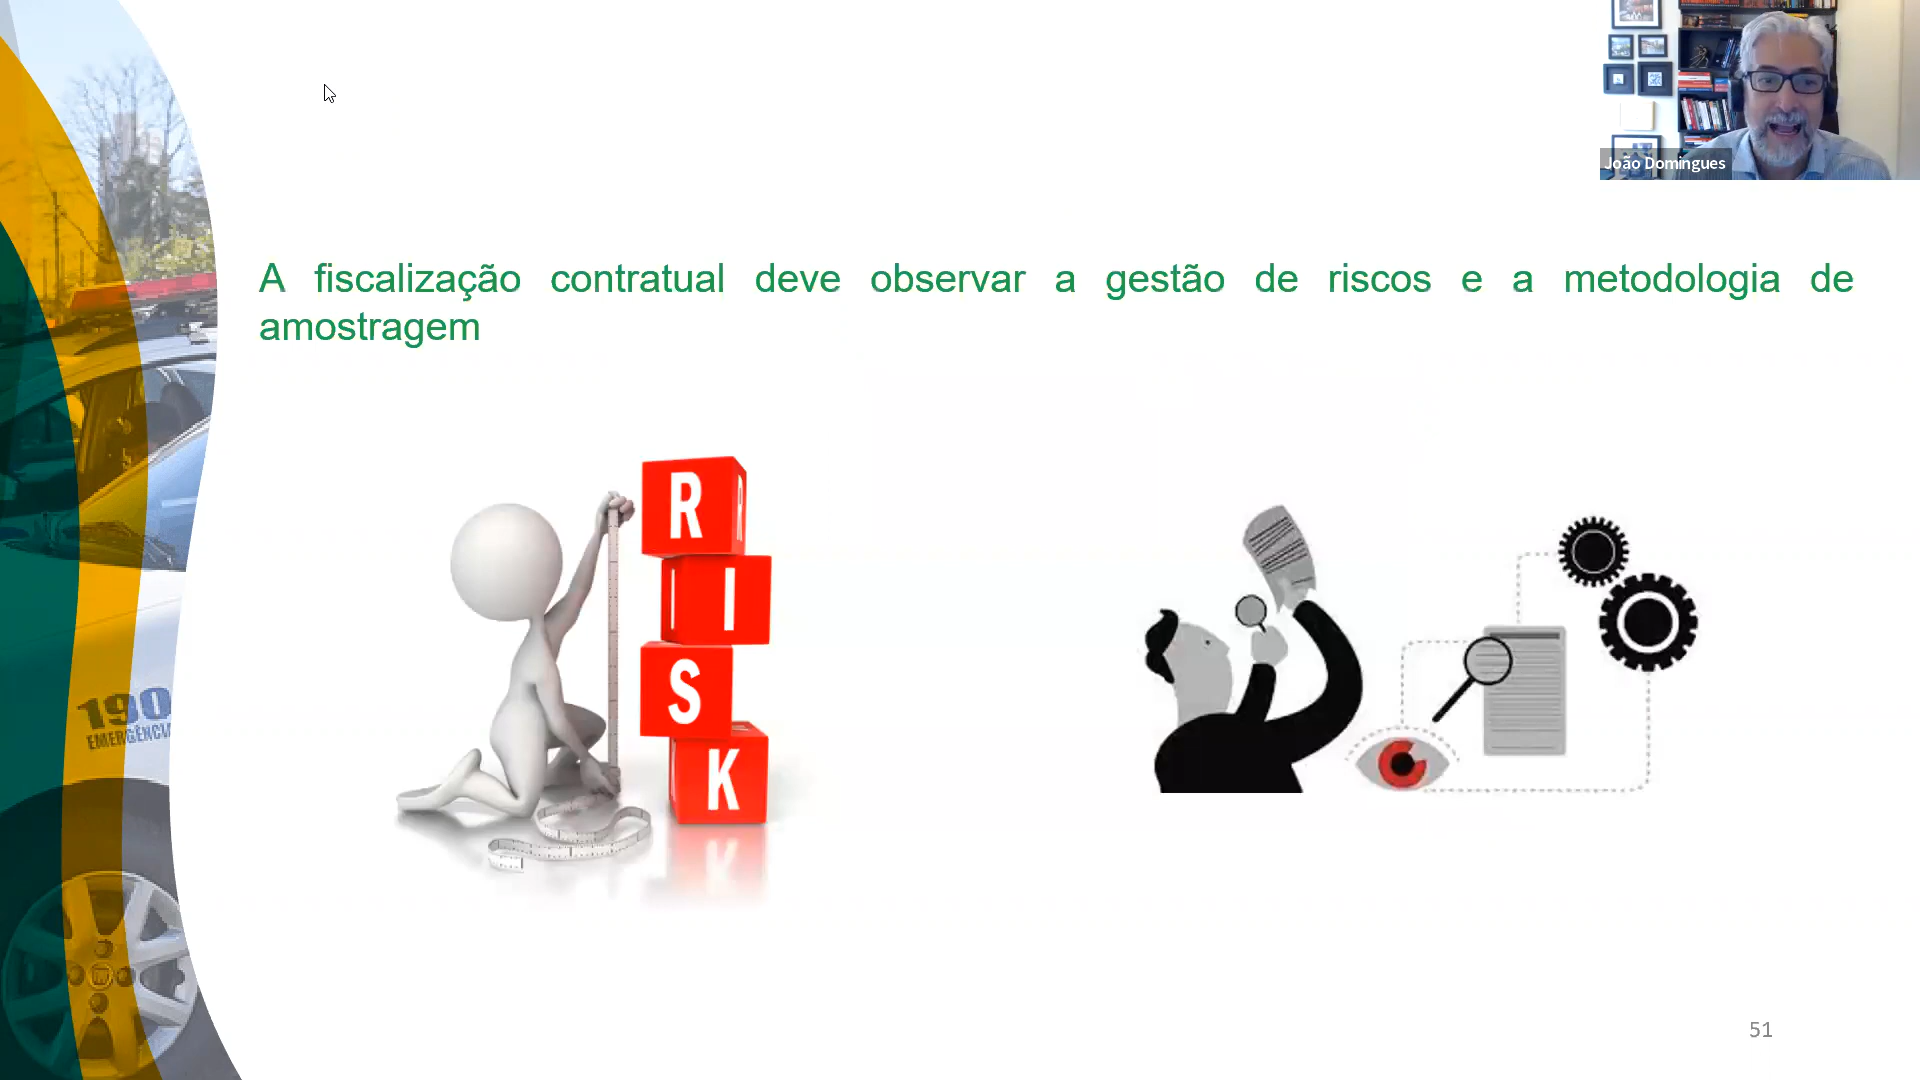 João Domingues
A fiscalização contratual deve observar a gestão de riscos e a metodologia de
amostragem
R
I
S
K
190
EMERGÊNCIA
51